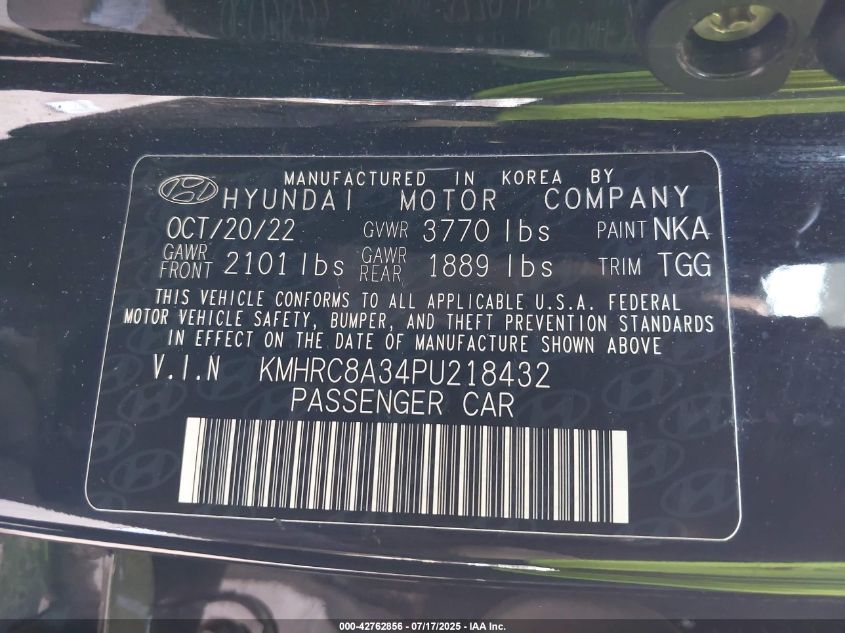 MANUFACTURED IN KOREA BY
HYUNDAI MOTOR COMPANY
OCT/20/22 GVWR 3770 lbs PAINT NKA
GAWR FRONT 2101 lbs GAWR REAR 1889 lbs TRIM TGG
THIS VEHICLE CONFORMS TO ALL APPLICABLE U.S.A. FEDERAL
MOTOR VEHICLE SAFETY, BUMPER, AND THEFT PREVENTION STANDARDS
IN EFFECT ON THE DATE OF MANUFACTURE SHOWN ABOVE
V.I.N KMHRC8A34PU218432
PASSENGER CAR
000-42762856 - 07/17/2025 - © IAA Inc.